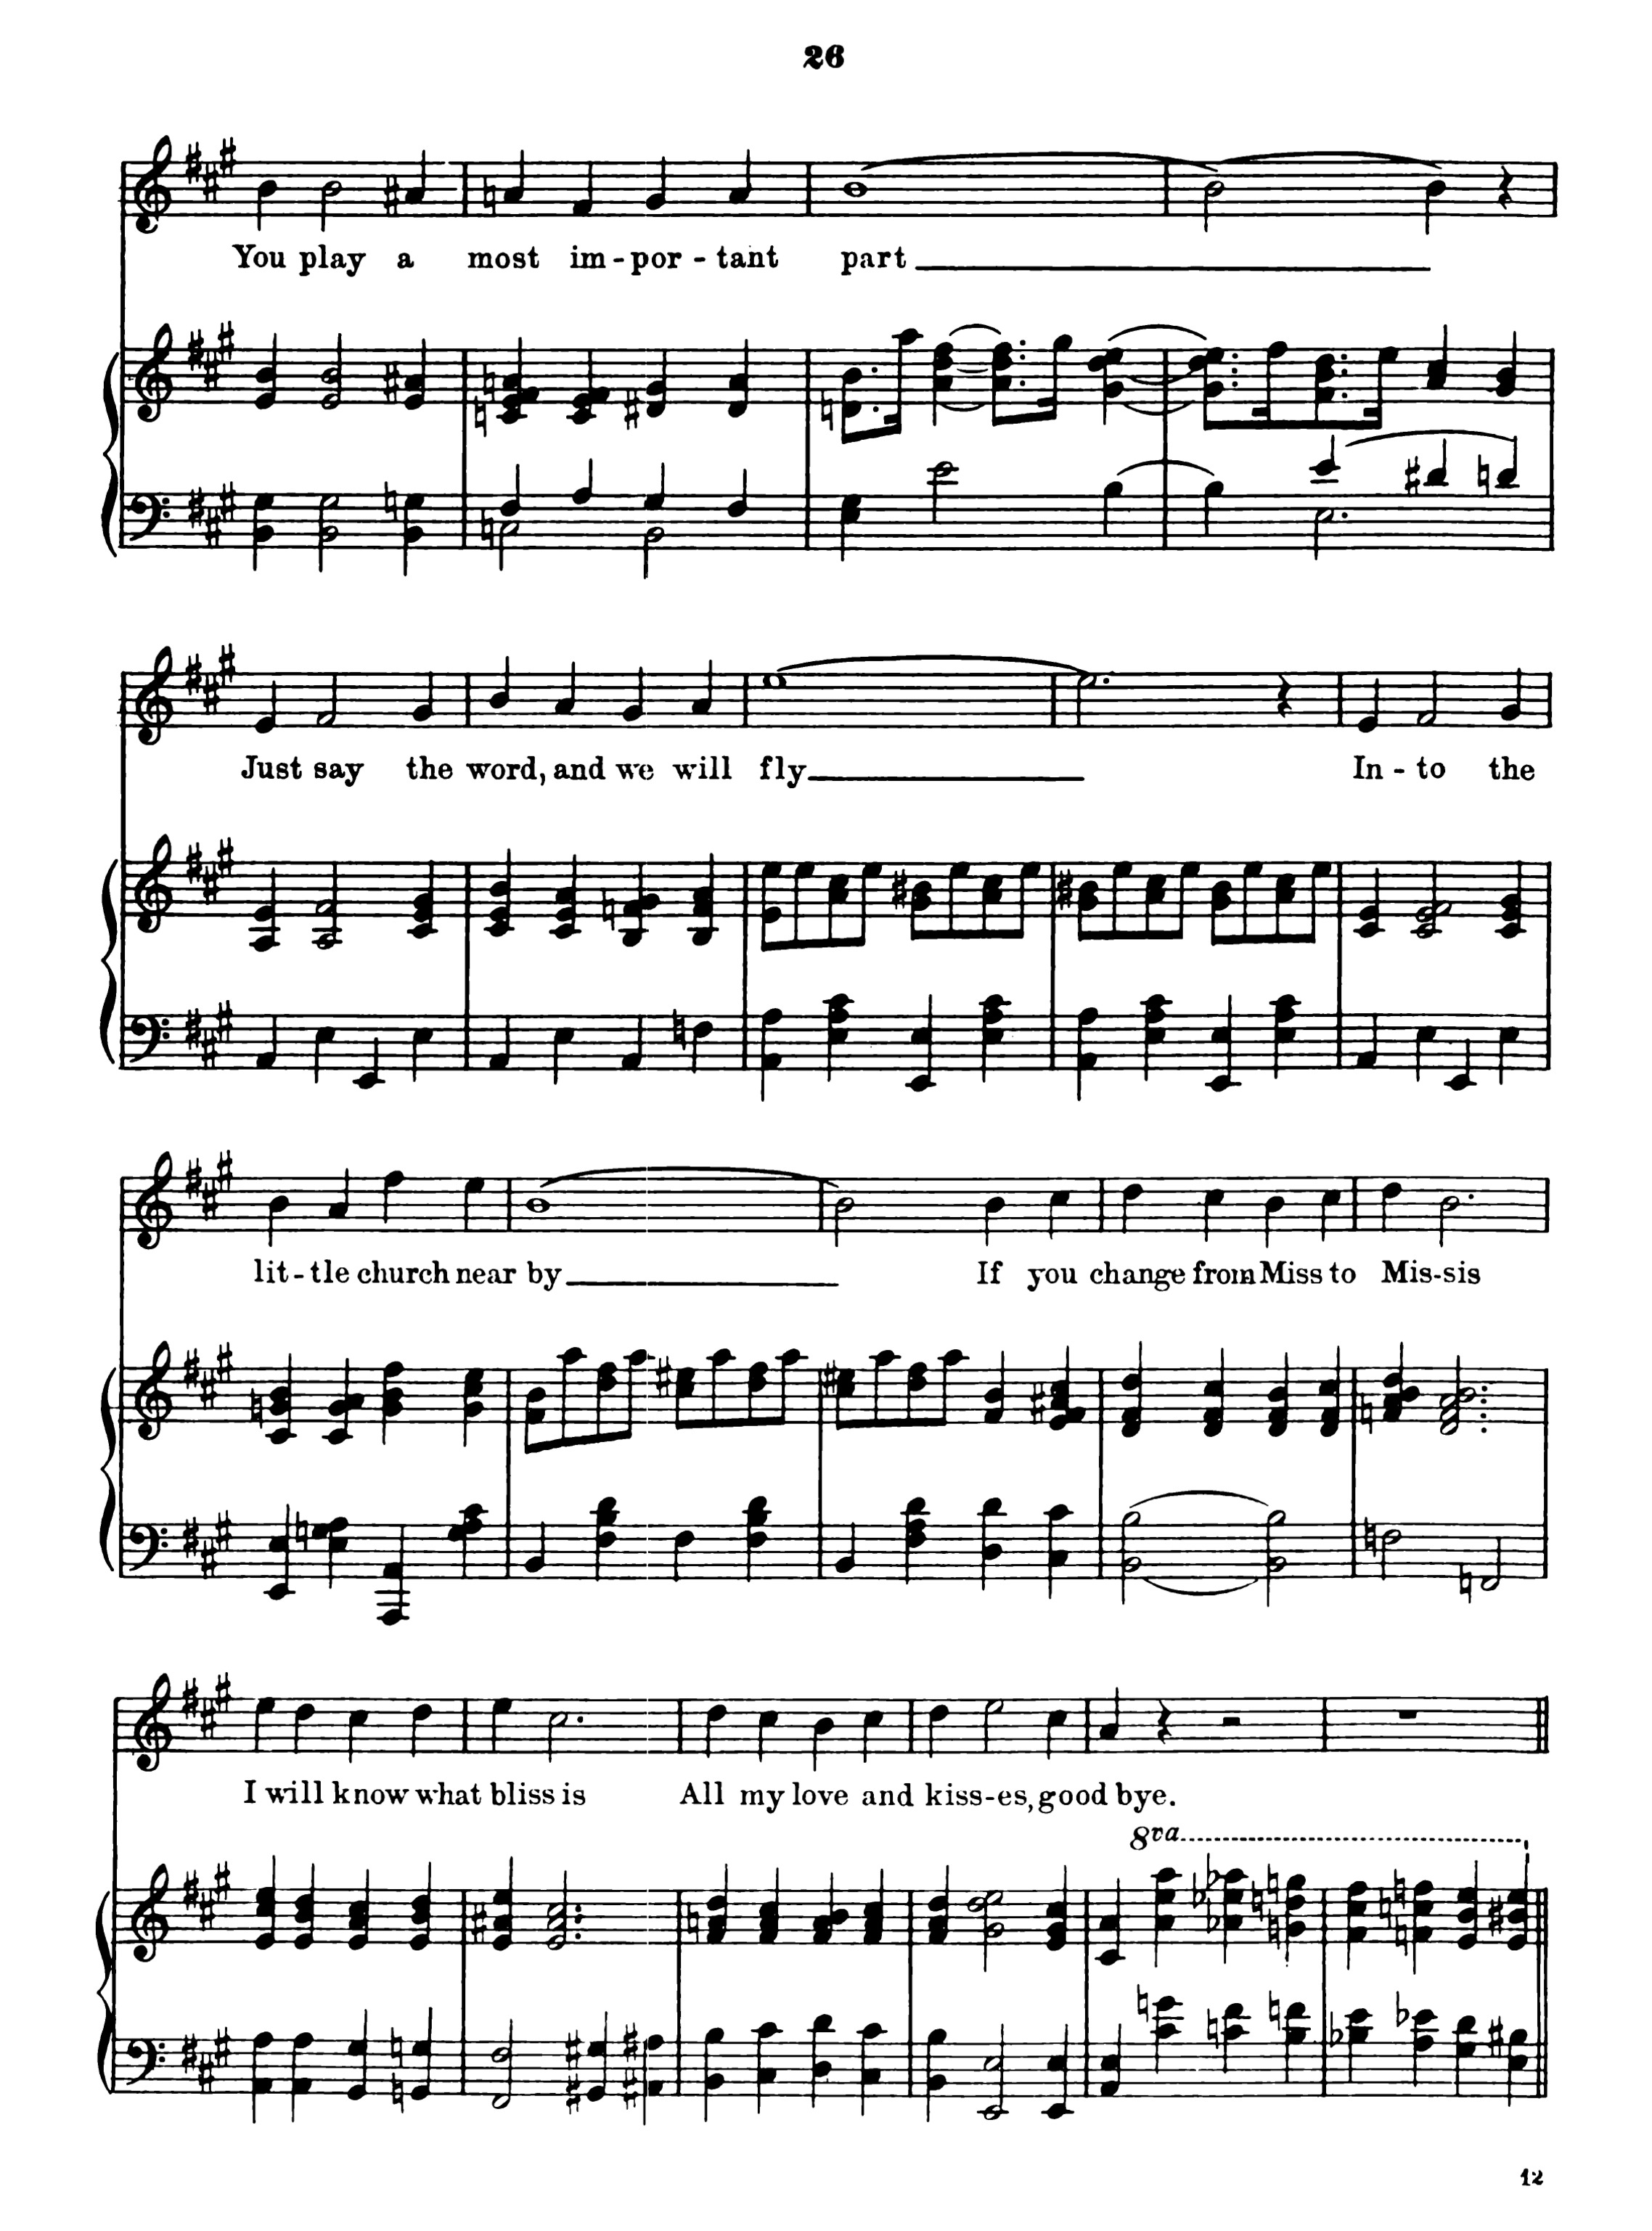 26
You play a most im-por-tant part
Just say the word, and we will fly In-to the
lit-tle church near by If you change from Miss to Mis-sis
I will know what bliss is All my love and kiss-es, good bye.
8va
12